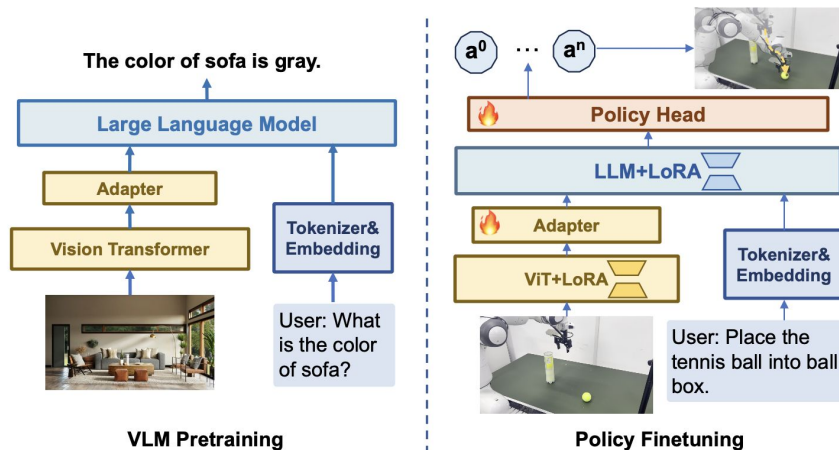 The color of sofa is gray.
Large Language Model
Adapter
Vision Transformer
Tokenizer&
Embedding
User: What
is the color
of sofa?
VLM Pretraining
a⁰ ... aⁿ
Policy Head
LLM+LoRA
Adapter
ViT+LoRA
Tokenizer&
Embedding
User: Place the
tennis ball into ball
box.
Policy Finetuning